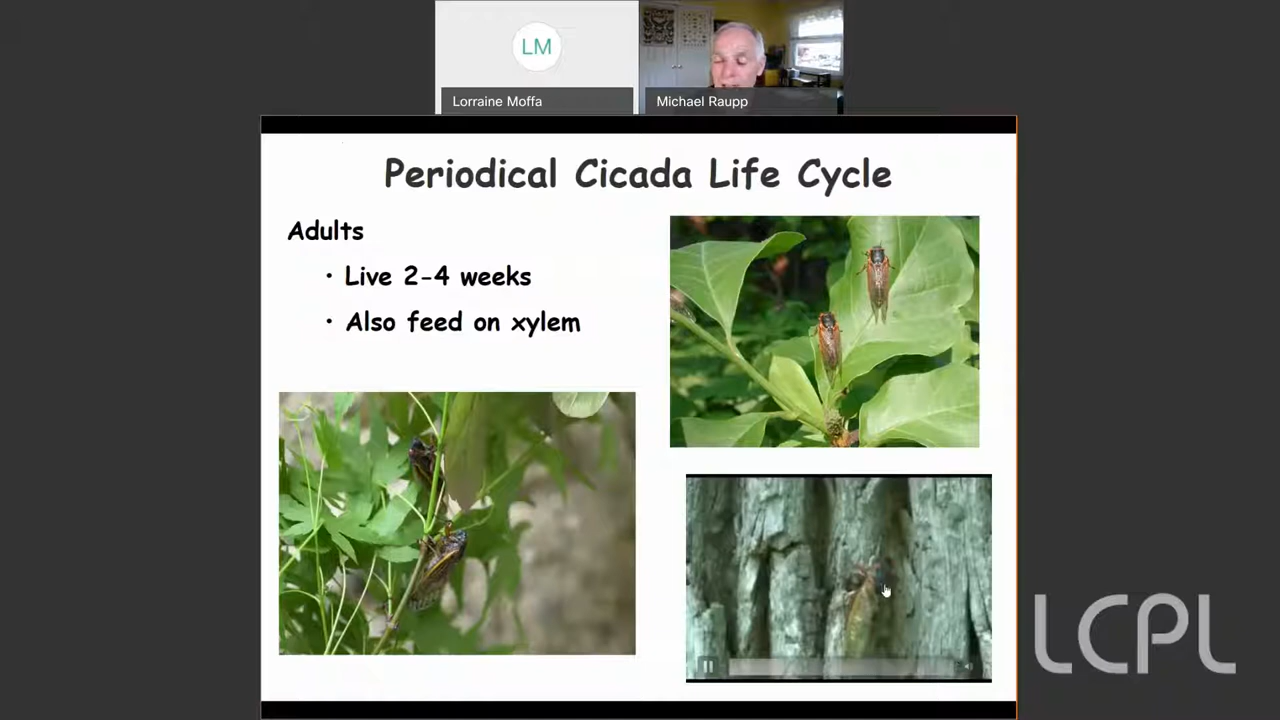 LM
Lorraine Moffa
Michael Raupp
Periodical Cicada Life Cycle
Adults
• Live 2-4 weeks
• Also feed on xylem
LCPL